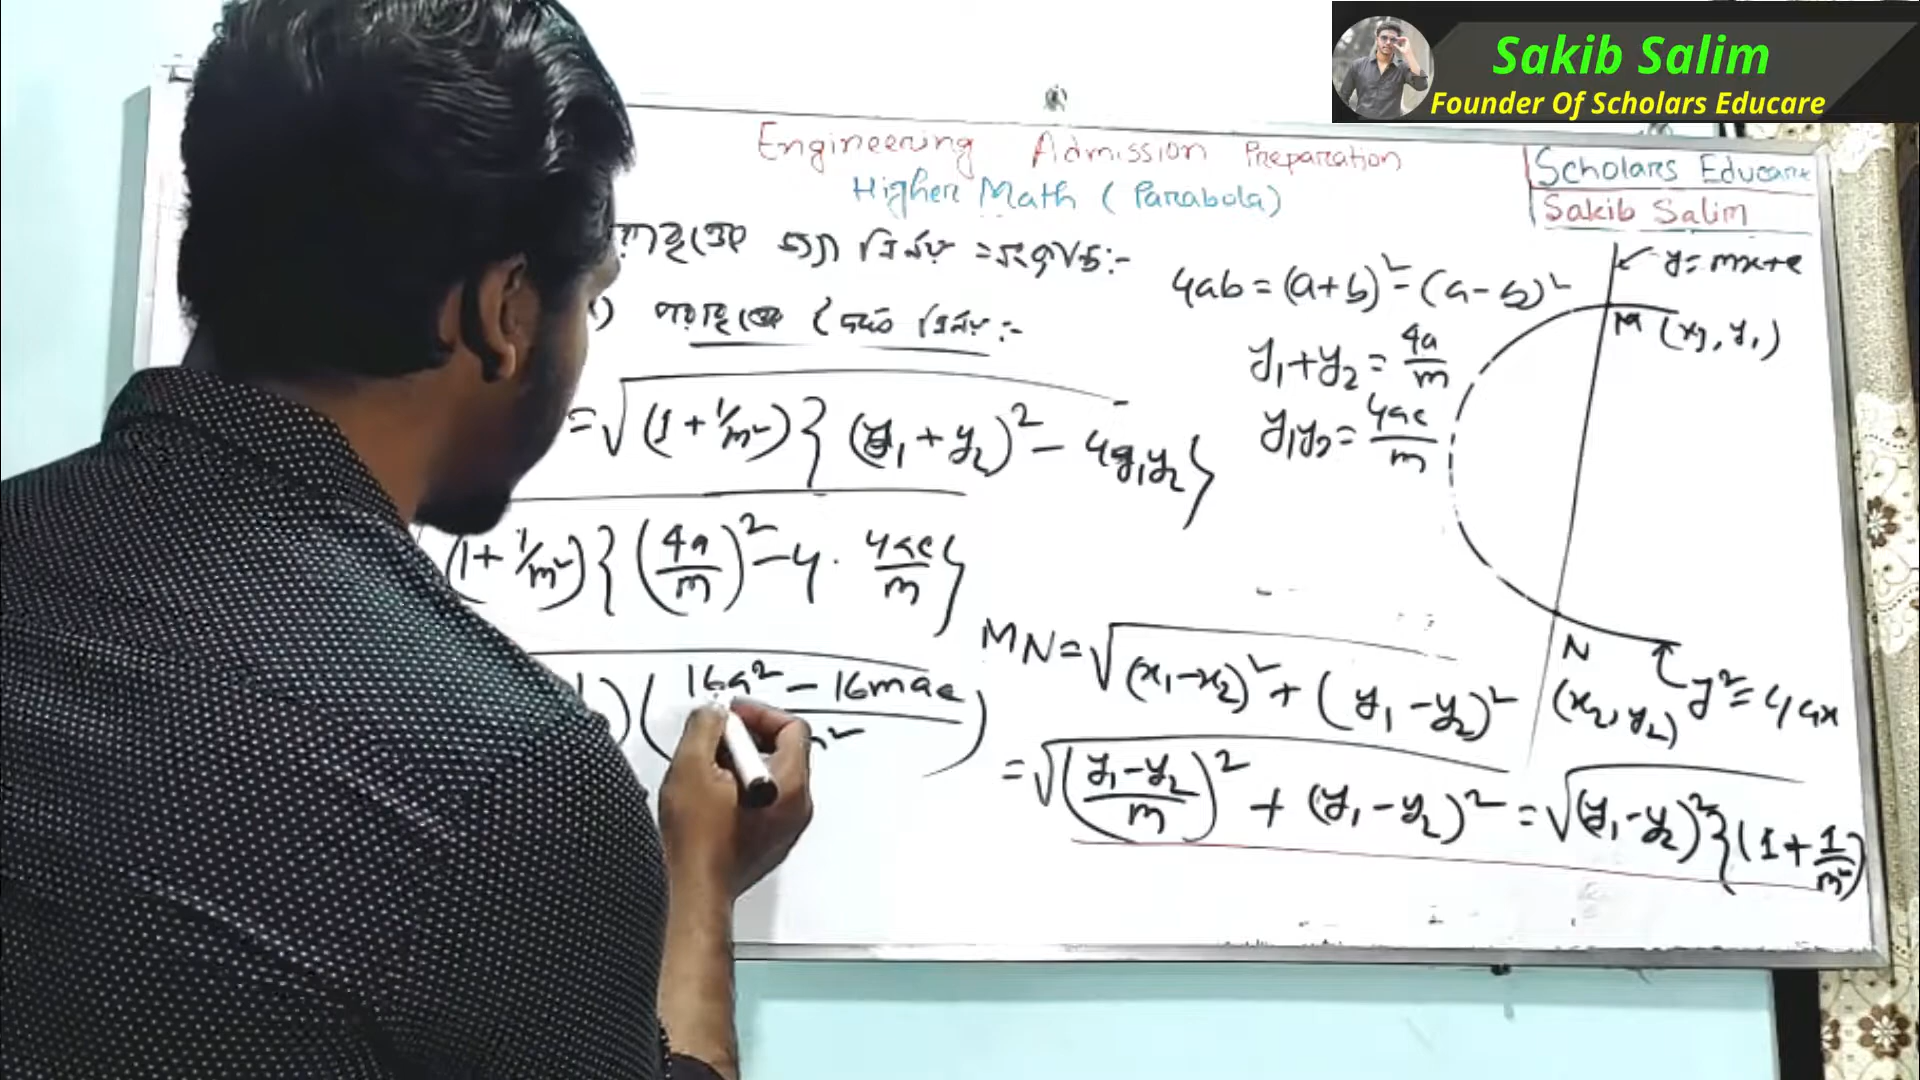 Sakib Salim
Founder Of Scholars Educare
Engineering Admission Preparation
Higher Math (Parabola)
Scholars Educare
Sakib Salim
4ab = (a+b)² - (a-b)²
y₁+y₂ = 4a/m
y₁y₂ = 4ac/m
y = mx+c
M (x₁, y₁)
= √(1+1/m²){(y₁+y₂)² - 4y₁y₂}
(1+1/m²){(4a/m)² - 4 . 4ac/m}
(16a² - 16mac
MN = √(x₁-x₂)² + (y₁-y₂)²
N
(x₂, y₂)
y² = 4ax
= √((y₁-y₂)/m)² + (y₁-y₂)² = √(y₁-y₂)²{(1+1/m²)